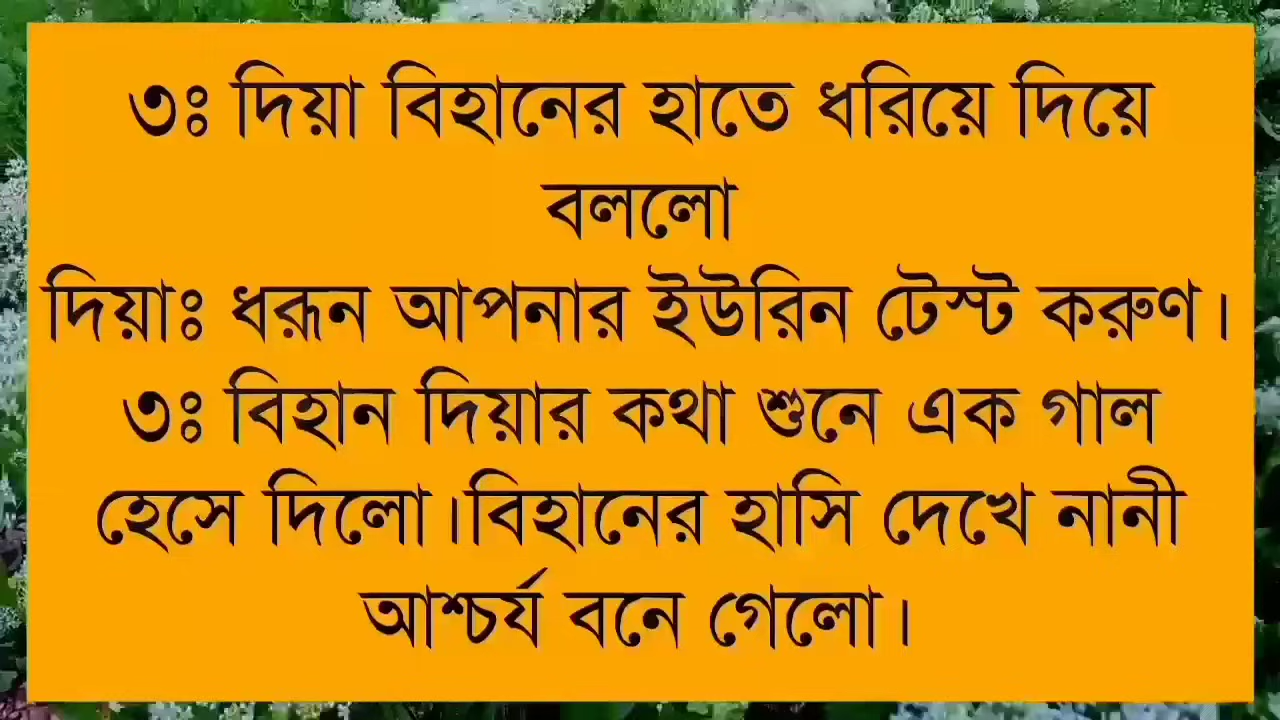 ৩ঃ দিয়া বিহানের হাতে ধরিয়ে দিয়ে
বললো
দিয়াঃ ধরূন আপনার ইউরিন টেস্ট করুণ।
৩ঃ বিহান দিয়ার কথা শুনে এক গাল
হেসে দিলো।বিহানের হাসি দেখে নানী
আশ্চর্য বনে গেলো।